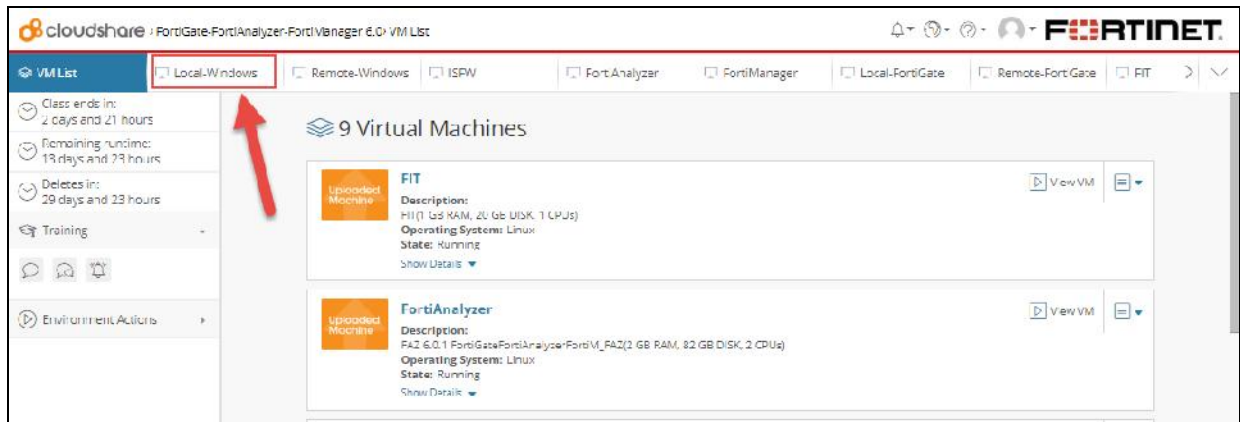 cloudshare › FortiGate-FortiAnalyzer-FortiManager 6.0› VM List
FORTINET
VM List
Local-Windows
Remote-Windows
ISFW
FortiAnalyzer
FortiManager
Local-FortiGate
Remote-FortiGate
FIT
Class ends in:
2 days and 21 hours
Remaining runtime:
13 days and 23 hours
Deletes in:
29 days and 23 hours
Training
Environment Actions
9 Virtual Machines
Uploaded
Machine
FIT
View VM
Description:
FIT(1 GB RAM, 20 GB DISK, 1 CPUs)
Operating System: Linux
State: Running
Show Details
Uploaded
Machine
FortiAnalyzer
View VM
Description:
FAZ 6.0.1 FortiGateFortiAnalyzerFortiM_FAZ(2 GB RAM, 82 GB DISK, 2 CPUs)
Operating System: Linux
State: Running
Show Details